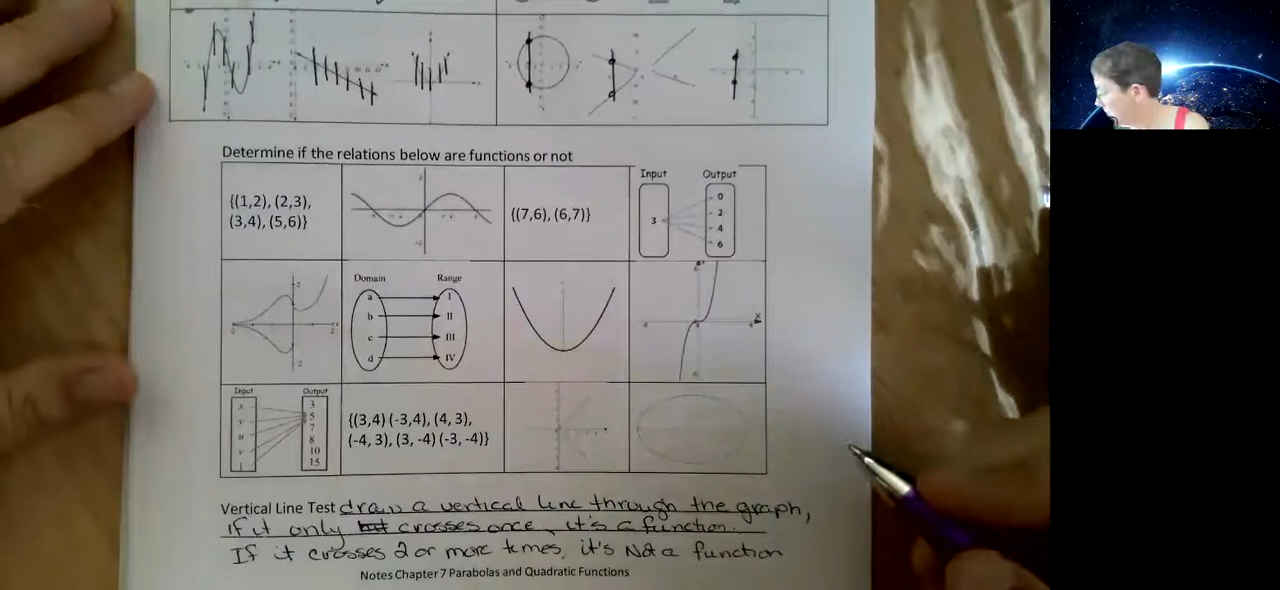 Determine if the relations below are functions or not
{(1,2), (2,3),
(3,4), (5,6)}
{(7,6), (6,7)}
Input Output
3
0
2
4
6
Domain Range
a I
b II
c III
d IV
Input Output
3
5
7
8
10
15
{(3,4) (-3,4), (4, 3),
(-4, 3), (3, -4) (-3, -4)}
Vertical Line Test draw a vertical line through the graph,
If it only but crosses once, it's a function.
If it crosses 2 or more times, it's Not a function
Notes Chapter 7 Parabolas and Quadratic Functions